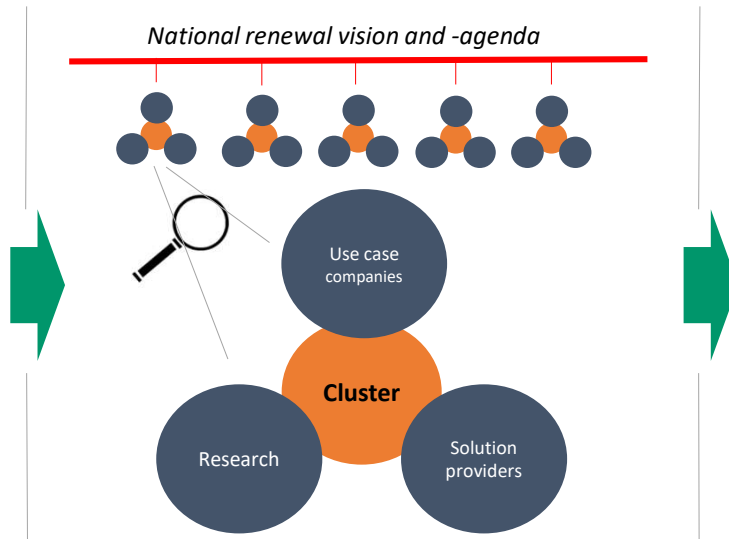 National renewal vision and -agenda
Use case
companies
Cluster
Research
Solution
providers